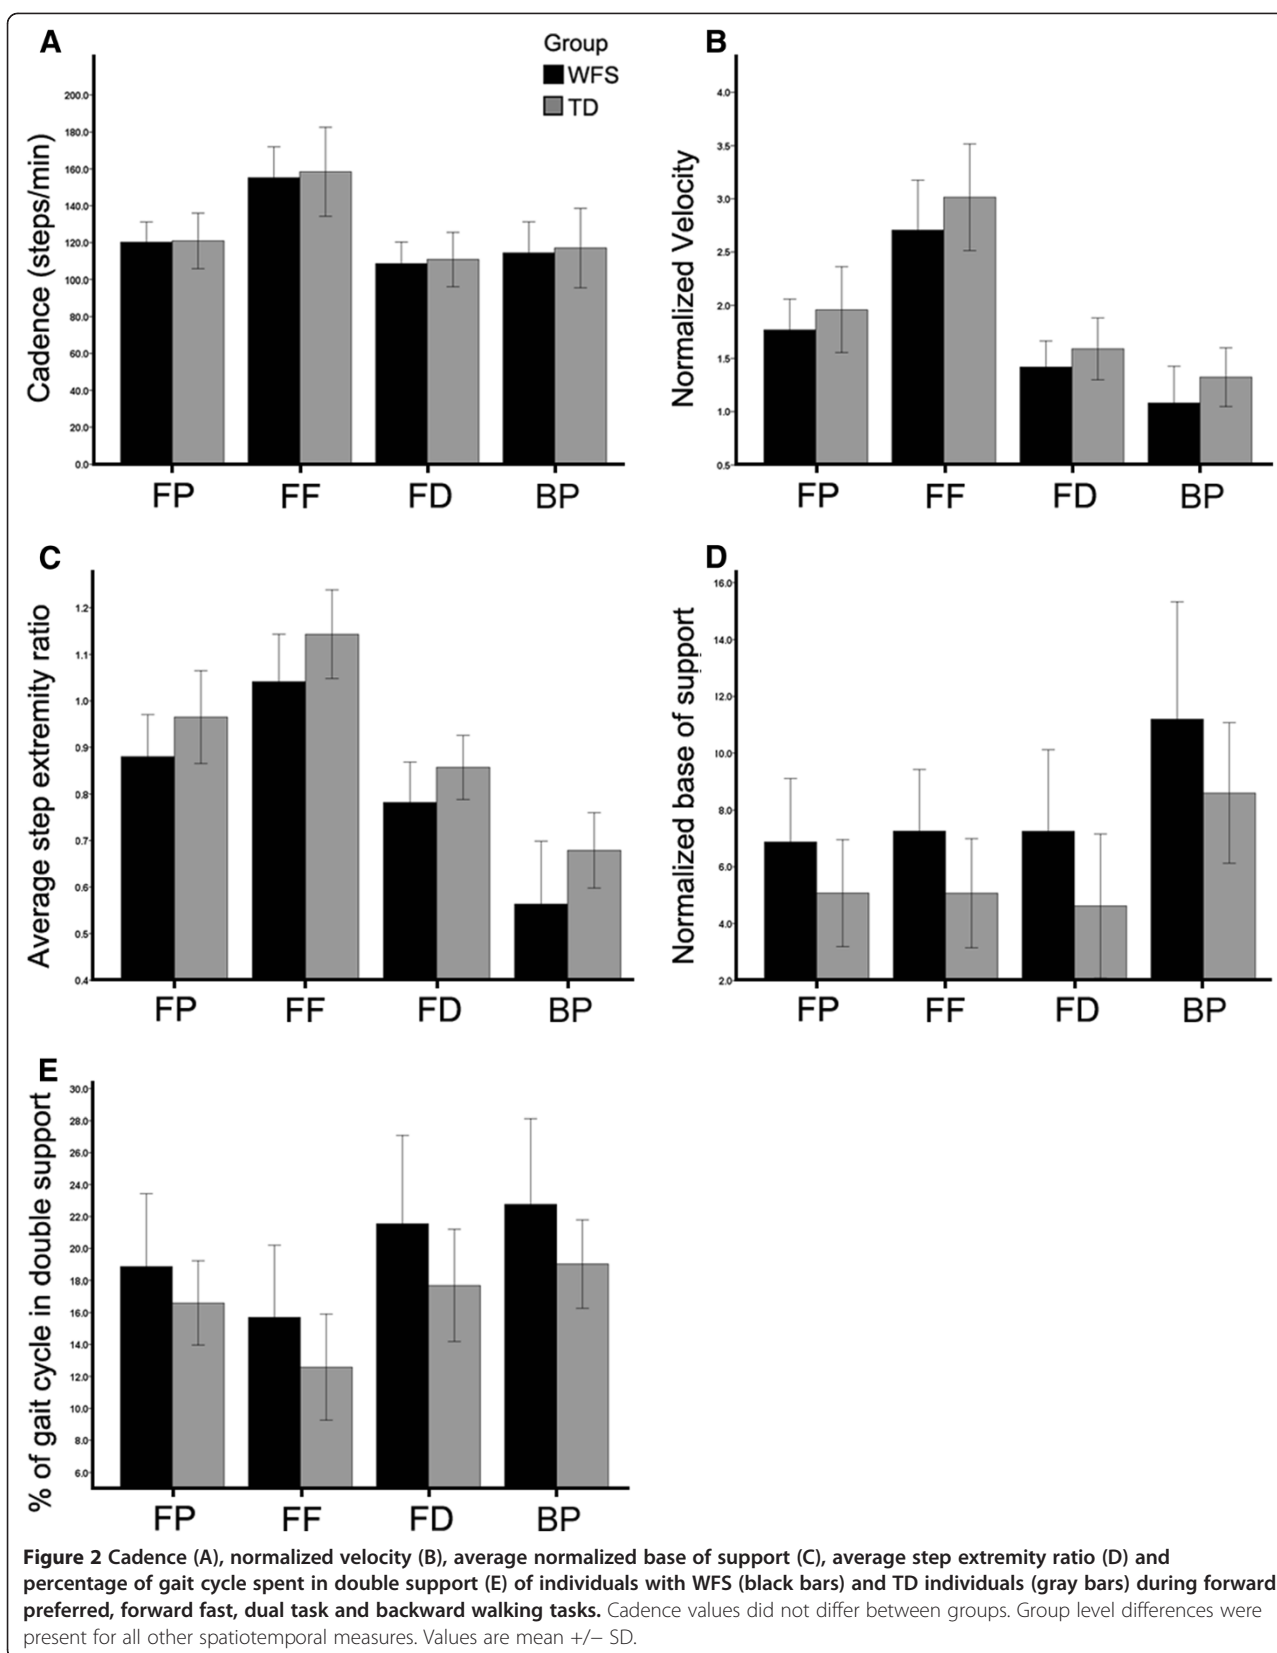 A
Group
WFS
TD
Cadence (steps/min)
200.0
180.0
160.0
140.0
120.0
100.0
80.0
60.0
40.0
20.0
0.0
FP FF FD BP
B
Normalized Velocity
4.0
3.5
3.0
2.5
2.0
1.5
1.0
0.5
FP FF FD BP
C
Average step extremity ratio
1.2
1.1
1.0
0.9
0.8
0.7
0.6
0.5
0.4
FP FF FD BP
D
Normalized base of support
16.0
14.0
12.0
10.0
8.0
6.0
4.0
2.0
FP FF FD BP
E
% of gait cycle in double support
30.0
28.0
26.0
24.0
22.0
20.0
18.0
16.0
14.0
12.0
10.0
8.0
6.0
FP FF FD BP
Figure 2 Cadence (A), normalized velocity (B), average normalized base of support (C), average step extremity ratio (D) and
percentage of gait cycle spent in double support (E) of individuals with WFS (black bars) and TD individuals (gray bars) during forward
preferred, forward fast, dual task and backward walking tasks. Cadence values did not differ between groups. Group level differences were
present for all other spatiotemporal measures. Values are mean +/− SD.